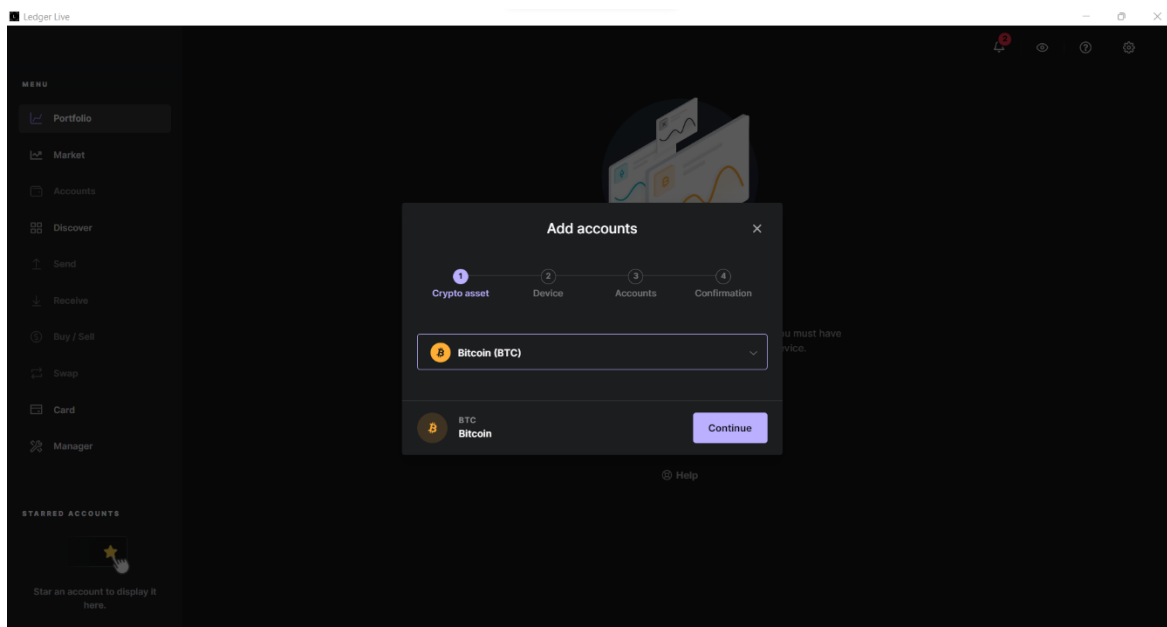 Ledger Live
2
MENU
Portfolio
Market
Accounts
Discover
Send
Receive
Buy / Sell
Swap
Card
Manager
STARRED ACCOUNTS
Star an account to display it
here.
Add accounts
1
2
3
4
Crypto asset
Device
Accounts
Confirmation
Bitcoin (BTC)
BTC
Bitcoin
Continue
must have
Help